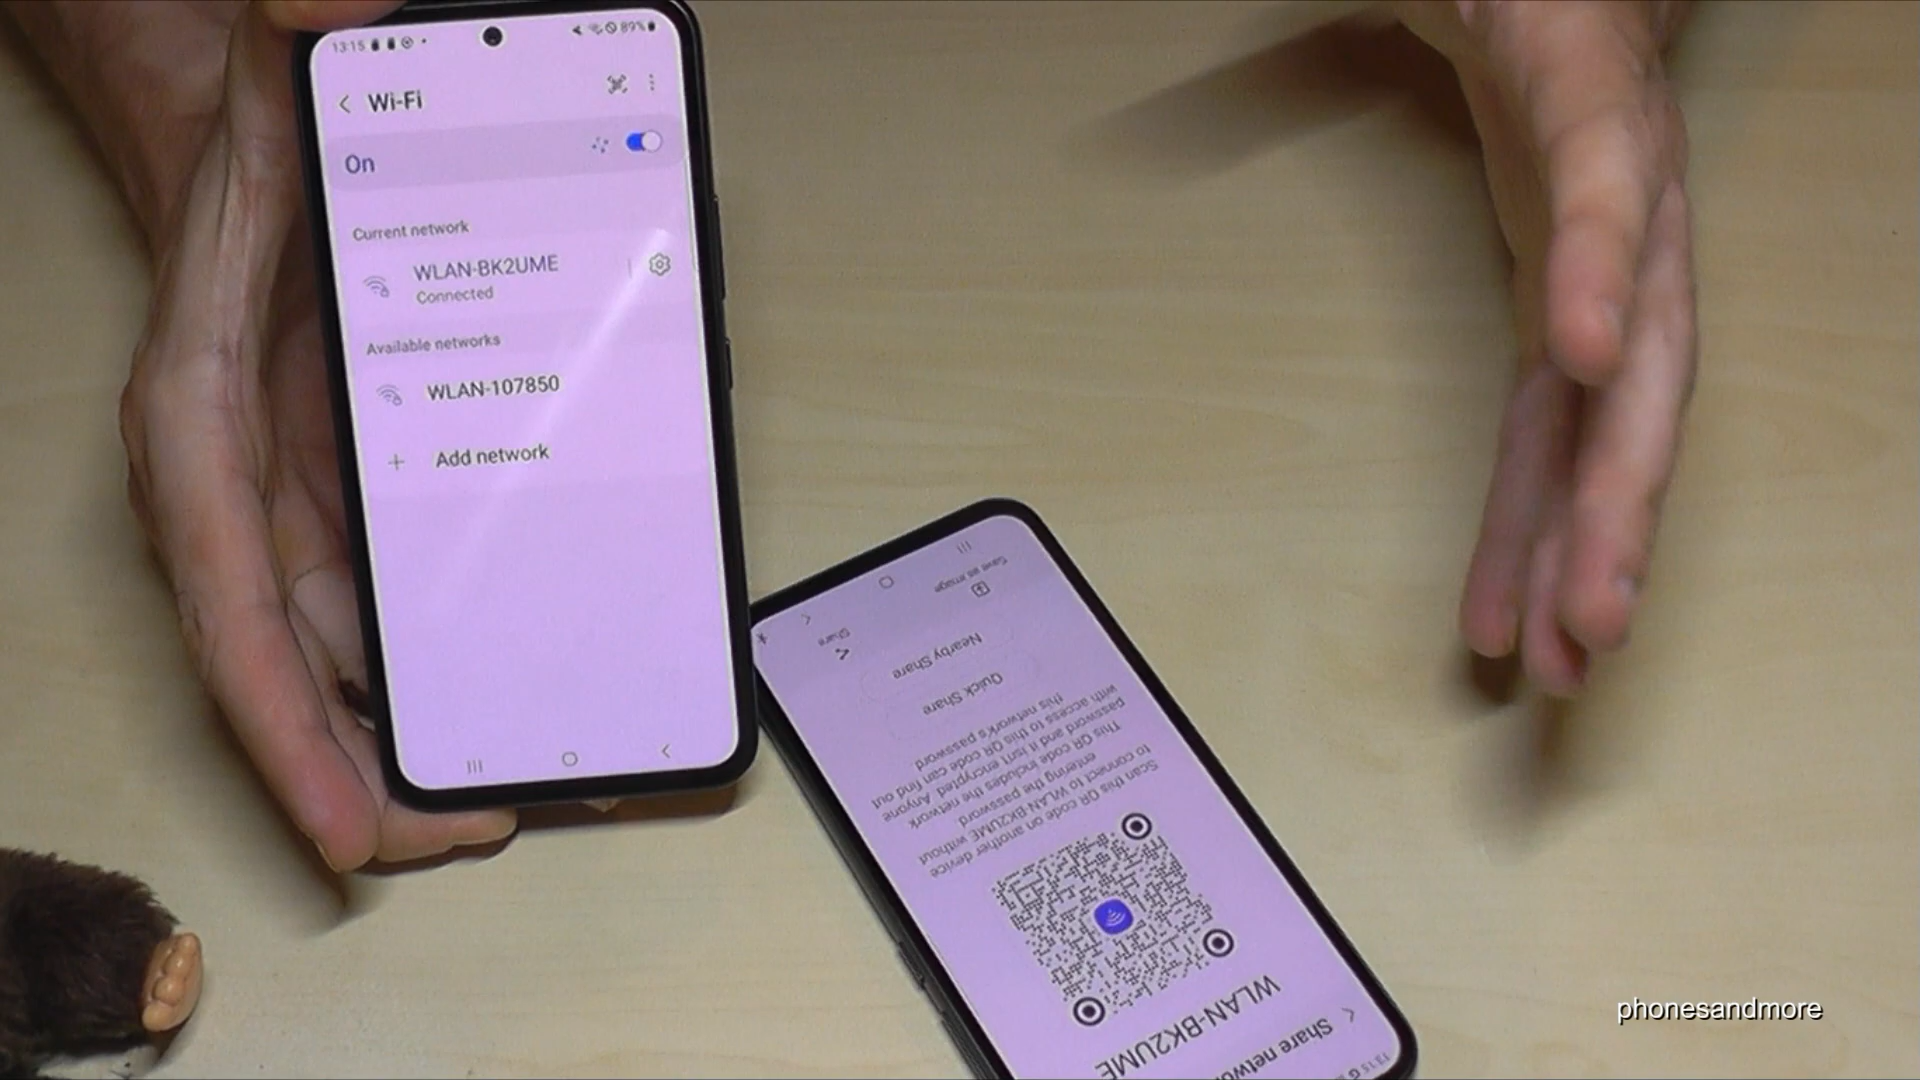 13:15
89%
Wi-Fi
On
Current network
WLAN-BK2UME
Connected
Available networks
WLAN-107850
Add network
13:15 G
Share networ
WLAN-BK2UME
Scan this QR code on another device
to connect to WLAN-BK2UME without
entering the password.
This QR code includes the network
password and it isn't encrypted. Anyone
with access to this QR code can find out
this network's password
Quick Share
Nearby Share
Share
Save as image
phonesandmore